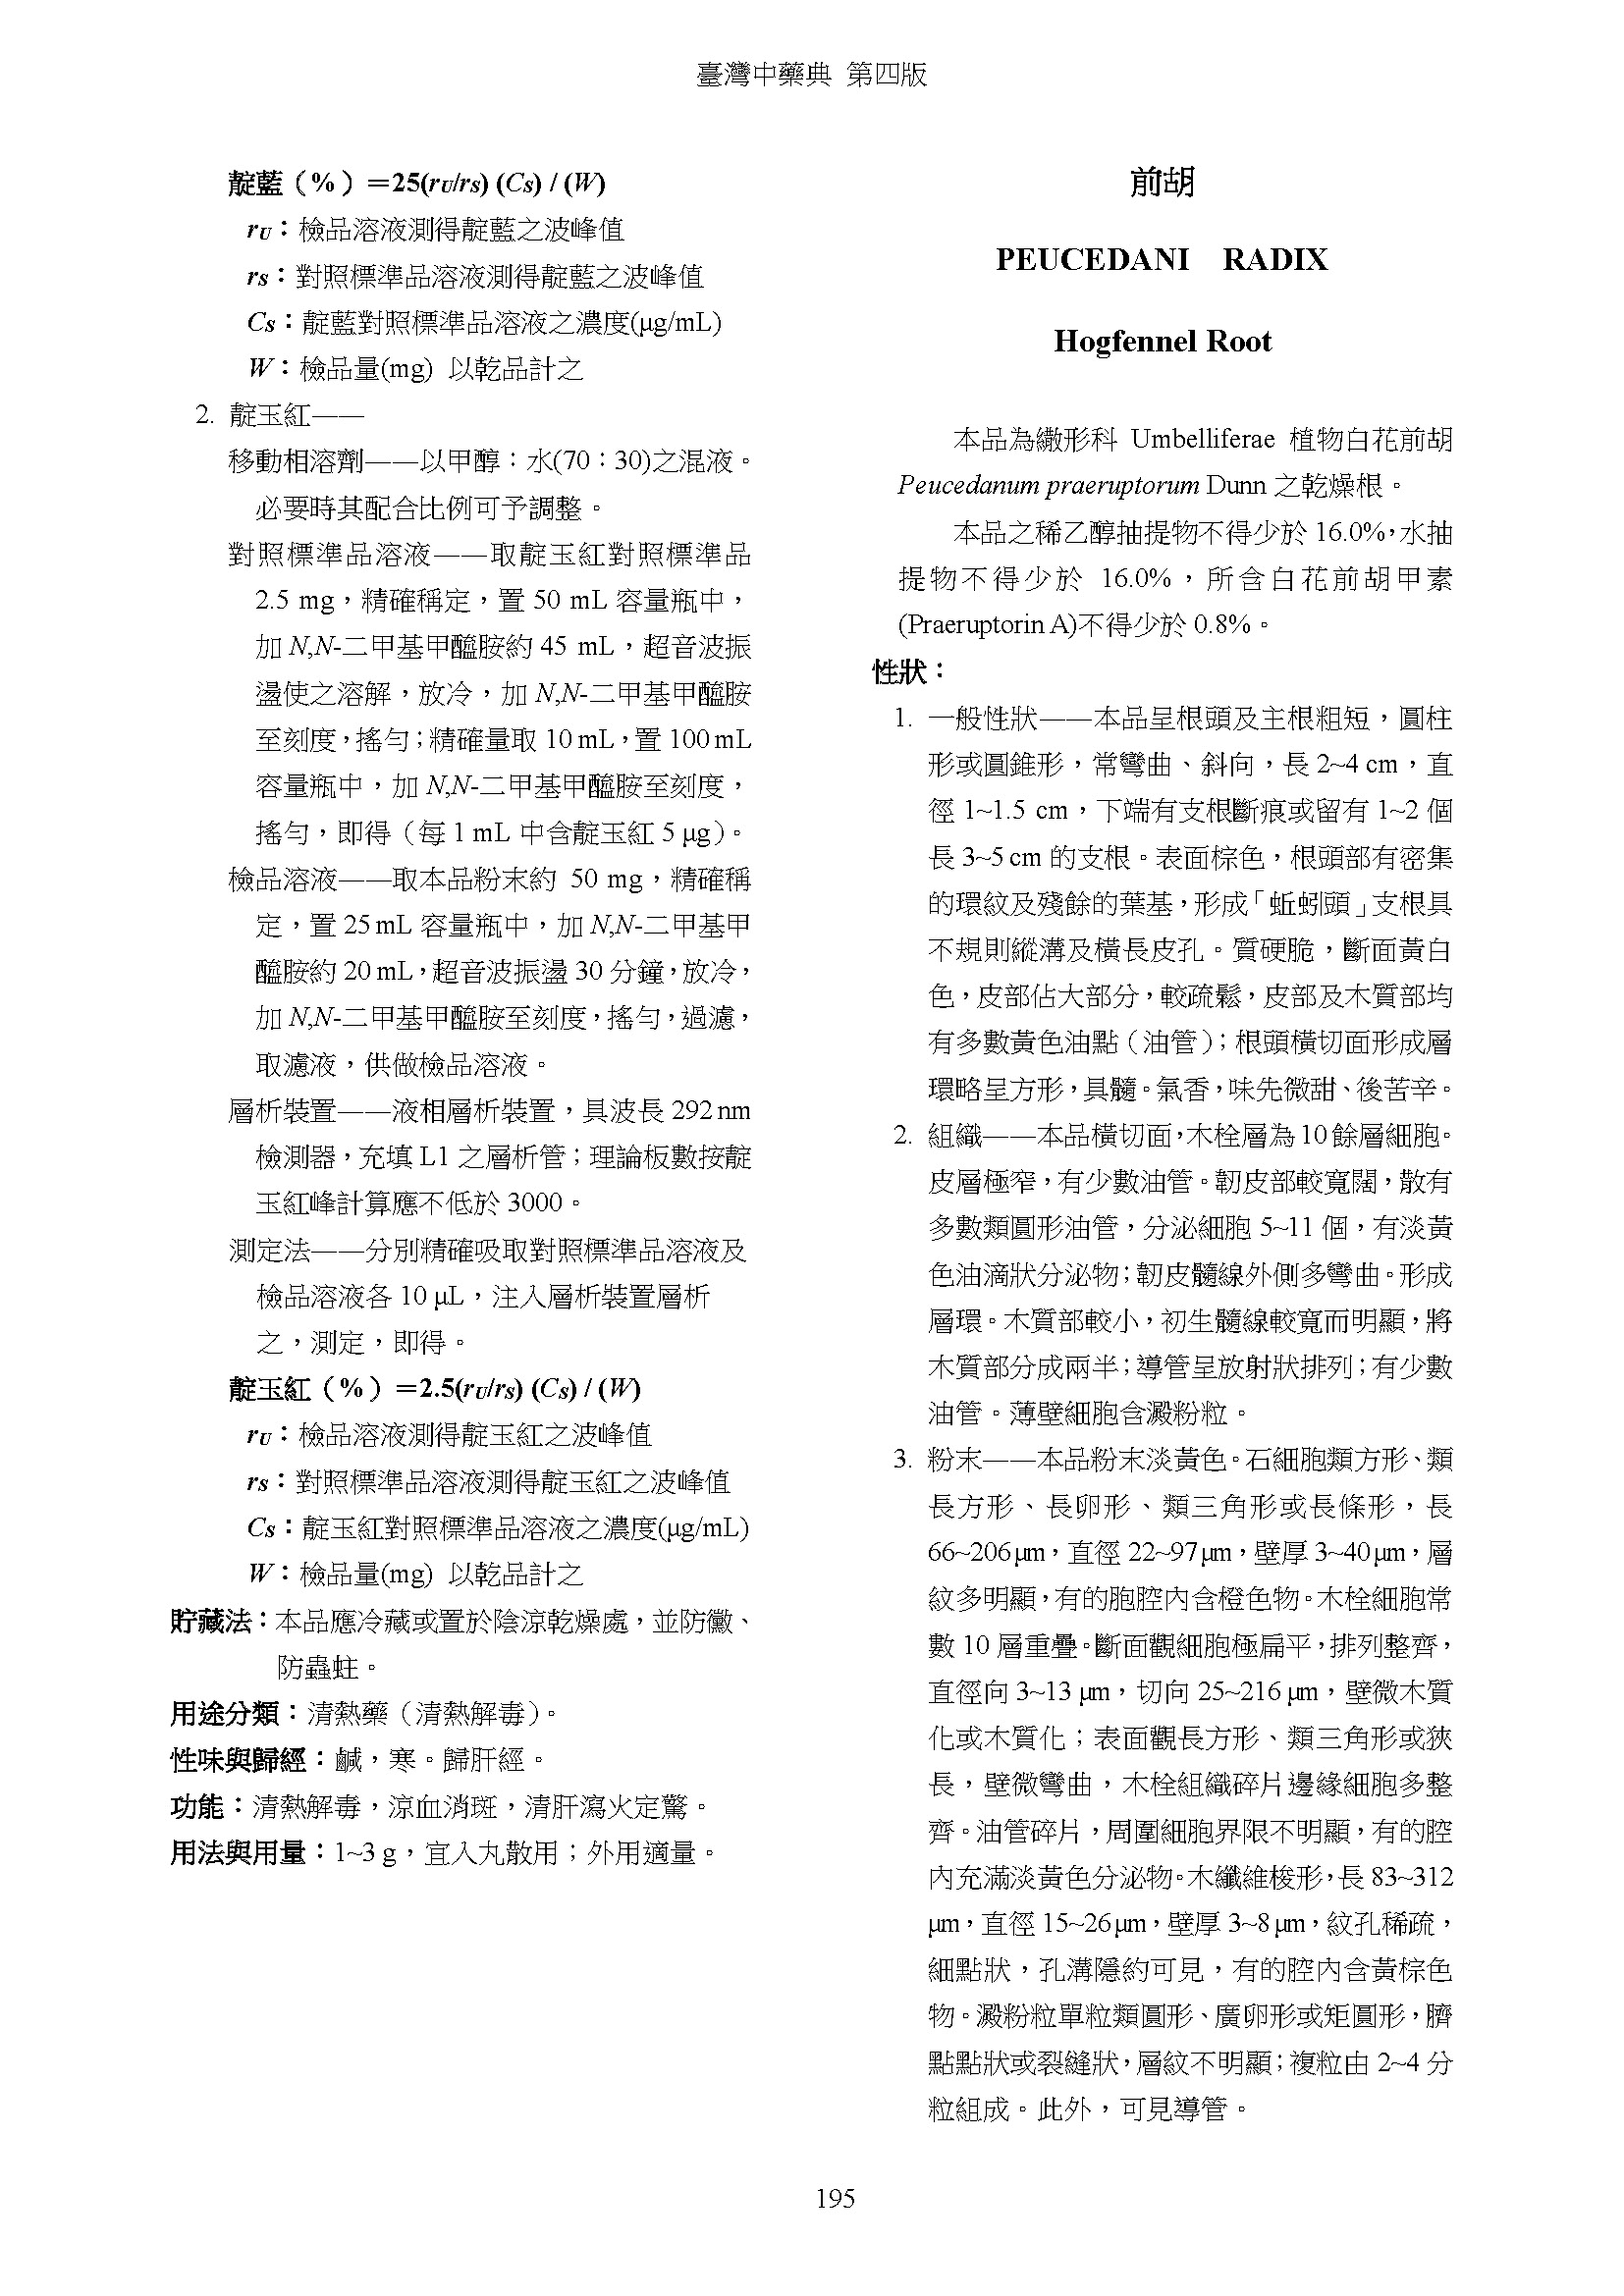 臺灣中藥典 第四版
靛藍（%）＝25(rU/rS) (CS) / (W)
rU：檢品溶液測得靛藍之波峰值
rS：對照標準品溶液測得靛藍之波峰值
CS：靛藍對照標準品溶液之濃度(μg/mL)
W：檢品量(mg) 以乾品計之
2. 靛玉紅——
移動相溶劑——以甲醇：水(70：30)之混液。
必要時其配合比例可予調整。
對照標準品溶液——取靛玉紅對照標準品
2.5 mg，精確稱定，置 50 mL 容量瓶中，
加 N,N-二甲基甲醯胺約 45 mL，超音波振
盪使之溶解，放冷，加 N,N-二甲基甲醯胺
至刻度，搖勻；精確量取 10 mL，置 100 mL
容量瓶中，加 N,N-二甲基甲醯胺至刻度，
搖勻，即得（每 1 mL 中含靛玉紅 5 μg）。
檢品溶液——取本品粉末約 50 mg，精確稱
定，置 25 mL 容量瓶中，加 N,N-二甲基甲
醯胺約 20 mL，超音波振盪 30 分鐘，放冷，
加 N,N-二甲基甲醯胺至刻度，搖勻，過濾，
取濾液，供做檢品溶液。
層析裝置——液相層析裝置，具波長 292 nm
檢測器，充填 L1 之層析管；理論板數按靛
玉紅峰計算應不低於 3000。
測定法——分別精確吸取對照標準品溶液及
檢品溶液各 10 μL，注入層析裝置層析
之，測定，即得。
靛玉紅（%）＝2.5(rU/rS) (CS) / (W)
rU：檢品溶液測得靛玉紅之波峰值
rS：對照標準品溶液測得靛玉紅之波峰值
CS：靛玉紅對照標準品溶液之濃度(μg/mL)
W：檢品量(mg) 以乾品計之
貯藏法：本品應冷藏或置於陰涼乾燥處，並防黴、
防蟲蛀。
用途分類：清熱藥（清熱解毒）。
性味與歸經：鹹，寒。歸肝經。
功能：清熱解毒，涼血消斑，清肝瀉火定驚。
用法與用量：1~3 g，宜入丸散用；外用適量。
前胡
PEUCEDANI RADIX
Hogfennel Root
本品為繖形科 Umbelliferae 植物白花前胡
Peucedanum praeruptorum Dunn 之乾燥根。
本品之稀乙醇抽提物不得少於 16.0%，水抽
提物不得少於 16.0%，所含白花前胡甲素
(Praeruptorin A)不得少於 0.8%。
性狀：
1. 一般性狀——本品呈根頭及主根粗短，圓柱
形或圓錐形，常彎曲、斜向，長 2~4 cm，直
徑 1~1.5 cm，下端有支根斷痕或留有 1~2 個
長 3~5 cm 的支根。表面棕色，根頭部有密集
的環紋及殘餘的葉基，形成「蚯蚓頭」支根具
不規則縱溝及橫長皮孔。質硬脆，斷面黃白
色，皮部佔大部分，較疏鬆，皮部及木質部均
有多數黃色油點（油管）；根頭橫切面形成層
環略呈方形，具髓。氣香，味先微甜、後苦辛。
2. 組織——本品橫切面，木栓層為 10 餘層細胞。
皮層極窄，有少數油管。韌皮部較寬闊，散有
多數類圓形油管，分泌細胞 5~11 個，有淡黃
色油滴狀分泌物；韌皮髓線外側多彎曲。形成
層環。木質部較小，初生髓線較寬而明顯，將
木質部分成兩半；導管呈放射狀排列；有少數
油管。薄壁細胞含澱粉粒。
3. 粉末——本品粉末淡黃色。石細胞類方形、類
長方形、長卵形、類三角形或長條形，長
66~206 μm，直徑 22~97 μm，壁厚 3~40 μm，層
紋多明顯，有的胞腔內含橙色物。木栓細胞常
數 10 層重疊。斷面觀細胞極扁平，排列整齊，
直徑向 3~13 μm，切向 25~216 μm，壁微木質
化或木質化；表面觀長方形、類三角形或狹
長，壁微彎曲，木栓組織碎片邊緣細胞多整
齊。油管碎片，周圍細胞界限不明顯，有的腔
內充滿淡黃色分泌物。木纖維梭形，長 83~312
μm，直徑 15~26 μm，壁厚 3~8 μm，紋孔稀疏，
細點狀，孔溝隱約可見，有的腔內含黃棕色
物。澱粉粒單粒類圓形、廣卵形或矩圓形，臍
點點狀或裂縫狀，層紋不明顯；複粒由 2~4 分
粒組成。此外，可見導管。
195